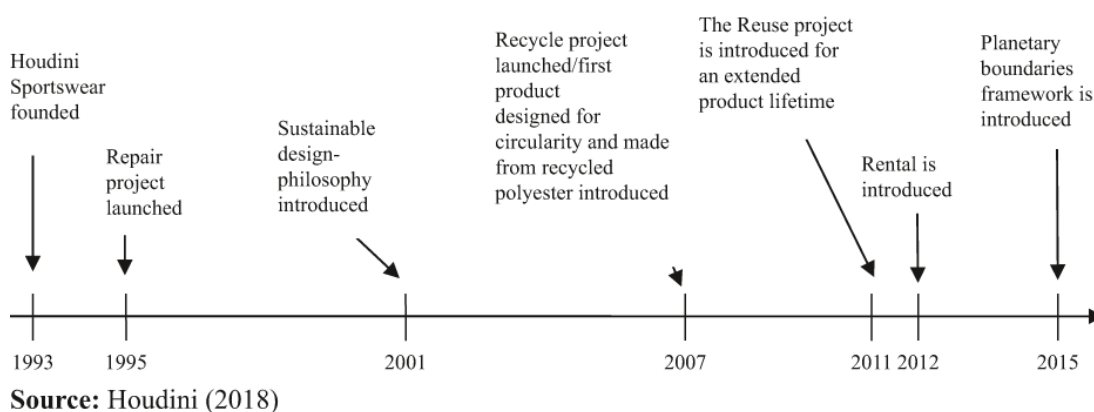 Houdini
Sportswear
founded
Repair
project
launched
Sustainable
design-
philosophy
introduced
Recycle project
launched/first
product
designed for
circularity and made
from recycled
polyester introduced
The Reuse project
is introduced for
an extended
product lifetime
Rental is
introduced
Planetary
boundaries
framework is
introduced
1993
1995
2001
2007
2011
2012
2015
Source: Houdini (2018)